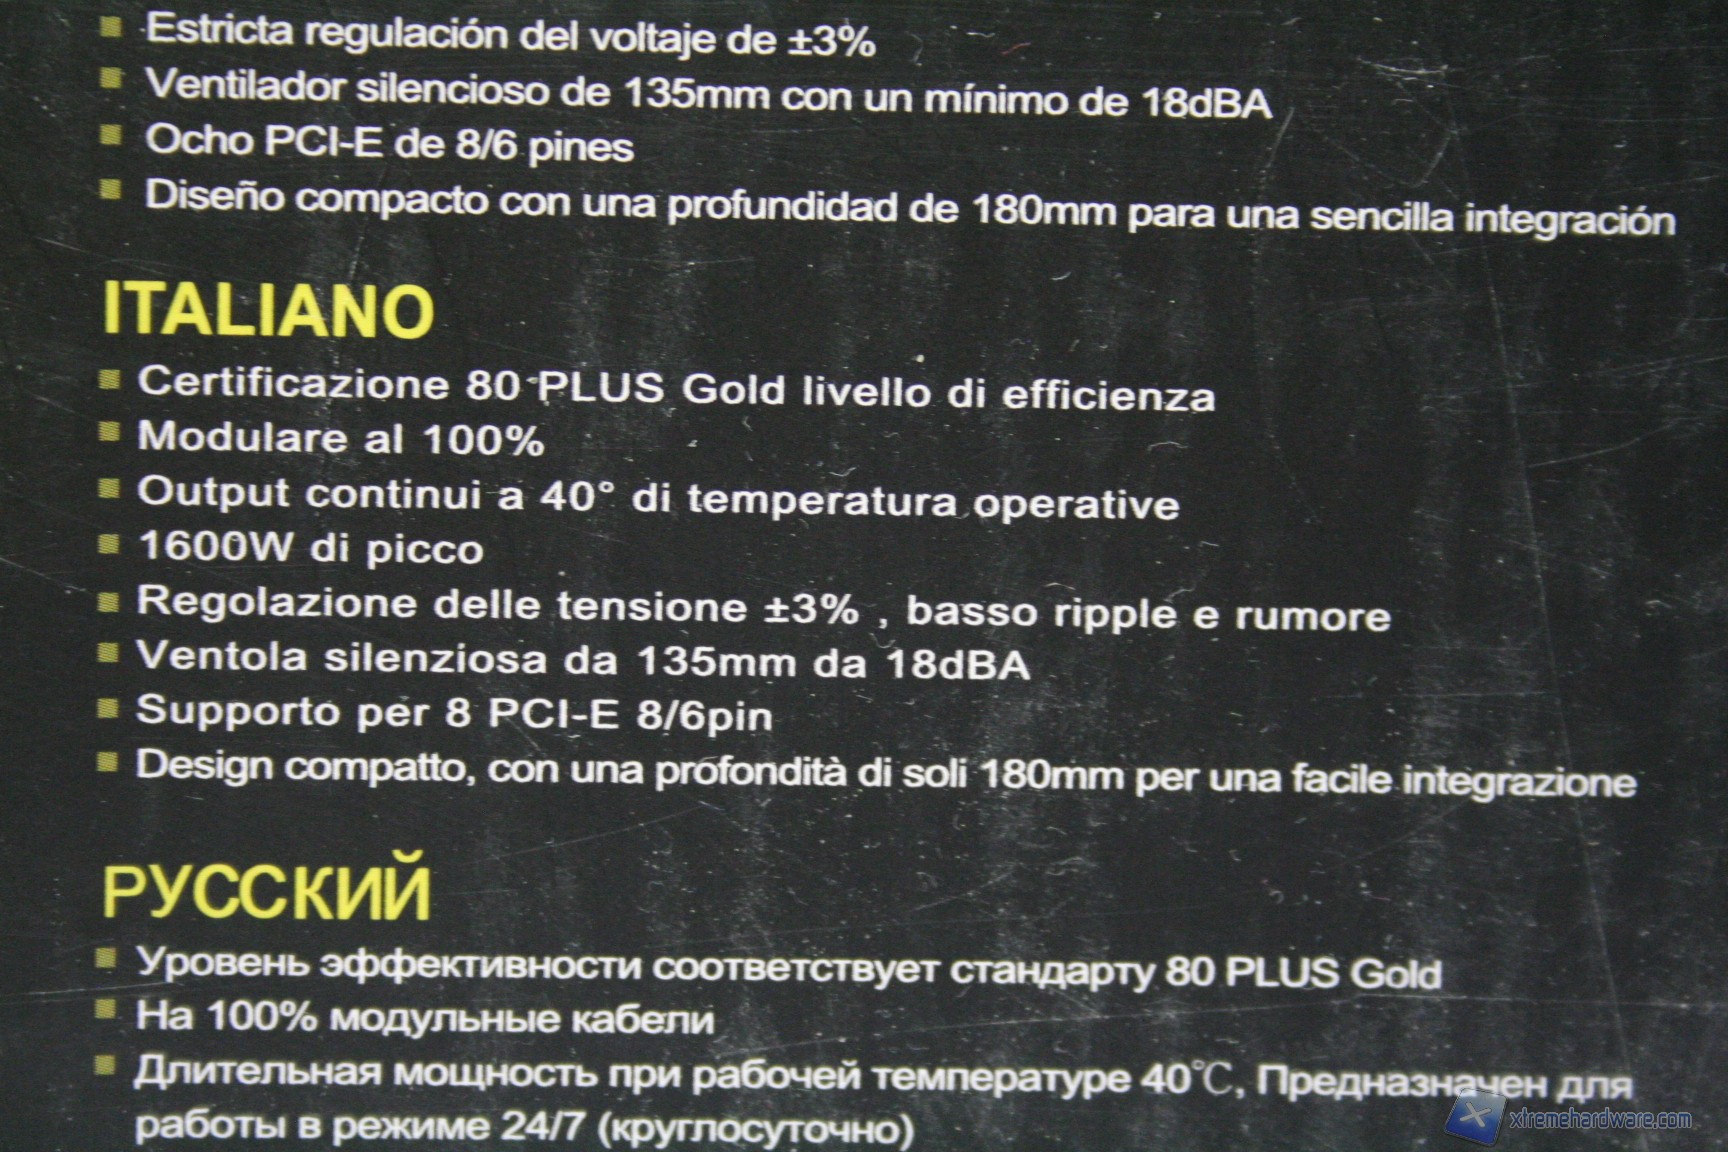 Estricta regulación del voltaje de ±3%
Ventilador silencioso de 135mm con un mínimo de 18dBA
Ocho PCI-E de 8/6 pines
Diseño compacto con una profundidad de 180mm para una sencilla integración
ITALIANO
Certificazione 80 PLUS Gold livello di efficienza
Modulare al 100%
Output continui a 40° di temperatura operative
1600W di picco
Regolazione delle tensione ±3% , basso ripple e rumore
Ventola silenziosa da 135mm da 18dBA
Supporto per 8 PCI-E 8/6pin
Design compatto, con una profondità di soli 180mm per una facile integrazione
РУССКИЙ
Уровень эффективности соответствует стандарту 80 PLUS Gold
На 100% модульные кабели
Длительная мощность при рабочей температуре 40℃, Предназначен для
работы в режиме 24/7 (круглосуточно)
xtremehardware.com